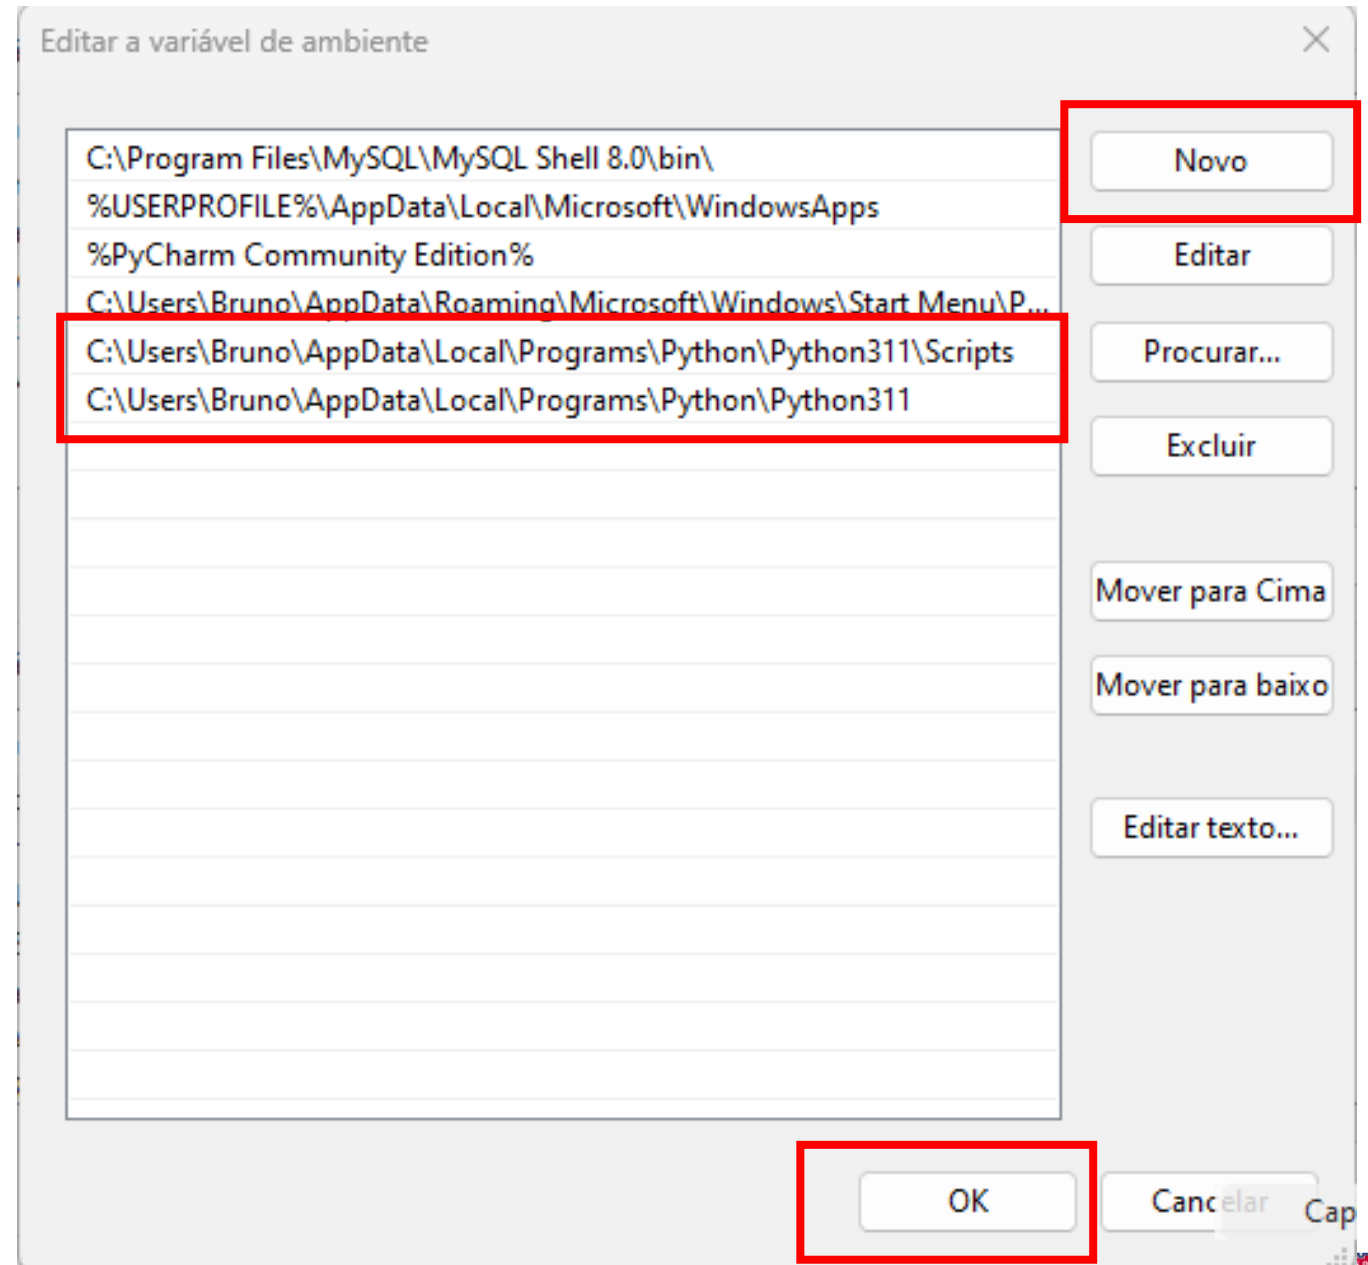 Editar a variável de ambiente
C:\Program Files\MySQL\MySQL Shell 8.0\bin\
%USERPROFILE%\AppData\Local\Microsoft\WindowsApps
%PyCharm Community Edition%
C:\Users\Bruno\AppData\Roaming\Microsoft\Windows\Start Menu\P...
C:\Users\Bruno\AppData\Local\Programs\Python\Python311\Scripts
C:\Users\Bruno\AppData\Local\Programs\Python\Python311
Novo
Editar
Procurar...
Excluir
Mover para Cima
Mover para baixo
Editar texto...
OK
Cancelar
Cap